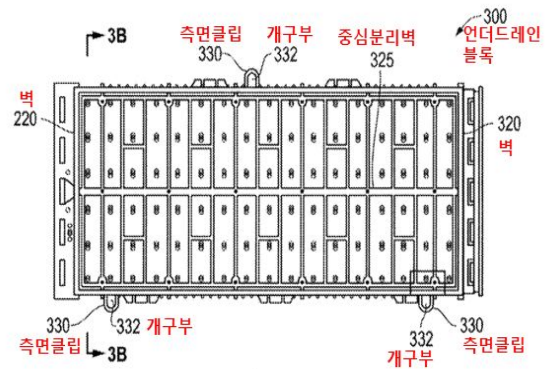 3B
측면클립
330
개구부
332
중심분리벽
325
300
언더드레인
블록
벽
220
320
벽
330
332 개구부
측면클립
3B
332
개구부
330
측면클립